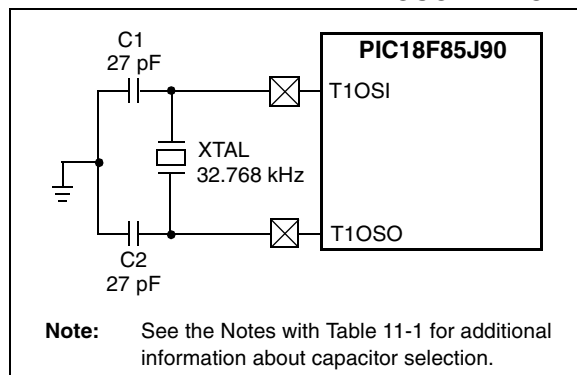 C1
27 pF
PIC18F85J90
T1OSI
XTAL
32.768 kHz
T1OSO
C2
27 pF
Note: See the Notes with Table 11-1 for additional
information about capacitor selection.